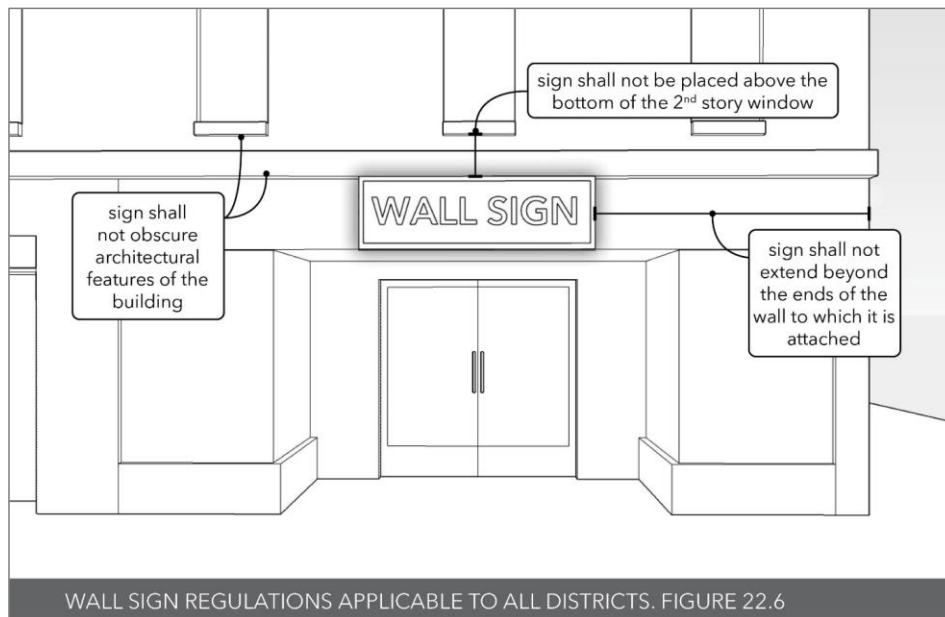 sign shall not be placed above the
bottom of the 2nd story window
WALL SIGN
sign shall
not obscure
architectural
features of the
building
sign shall not
extend beyond
the ends of the
wall to which it is
attached
WALL SIGN REGULATIONS APPLICABLE TO ALL DISTRICTS. FIGURE 22.6